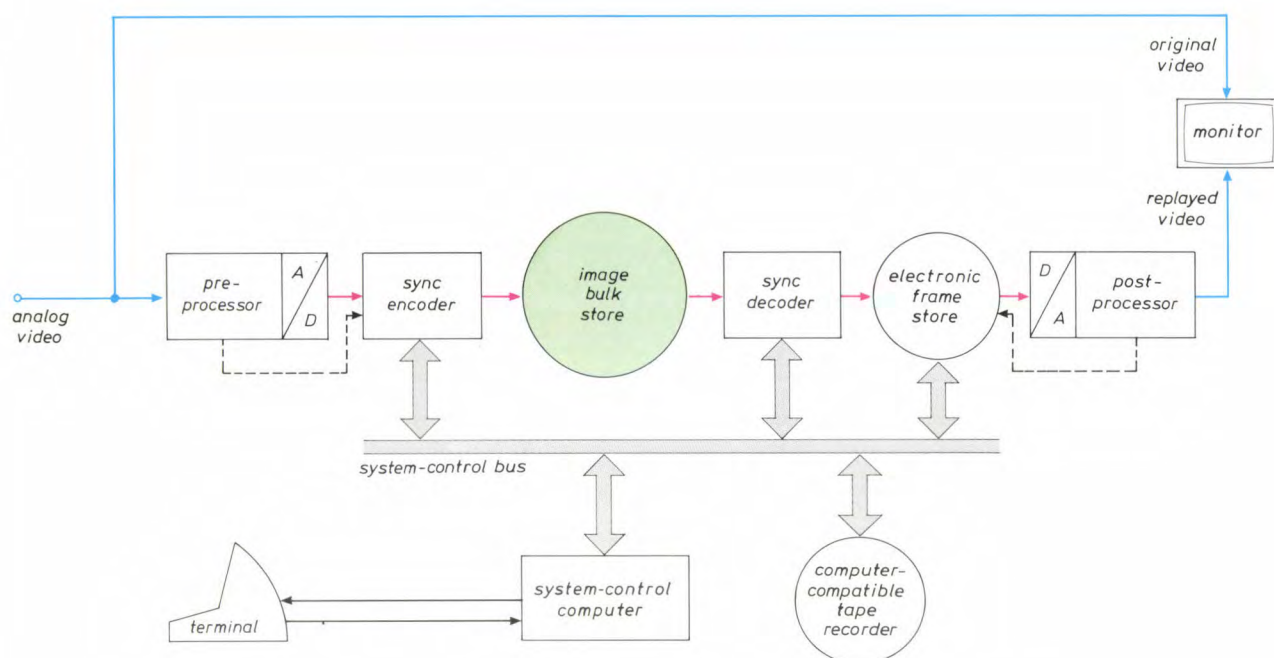 original
video
monitor
replayed
video
analog
video
pre-
processor
A
D
sync
encoder
image
bulk
store
sync
decoder
electronic
frame
store
D
A
post-
processor
system-control bus
terminal
system-control
computer
computer-
compatible
tape
recorder